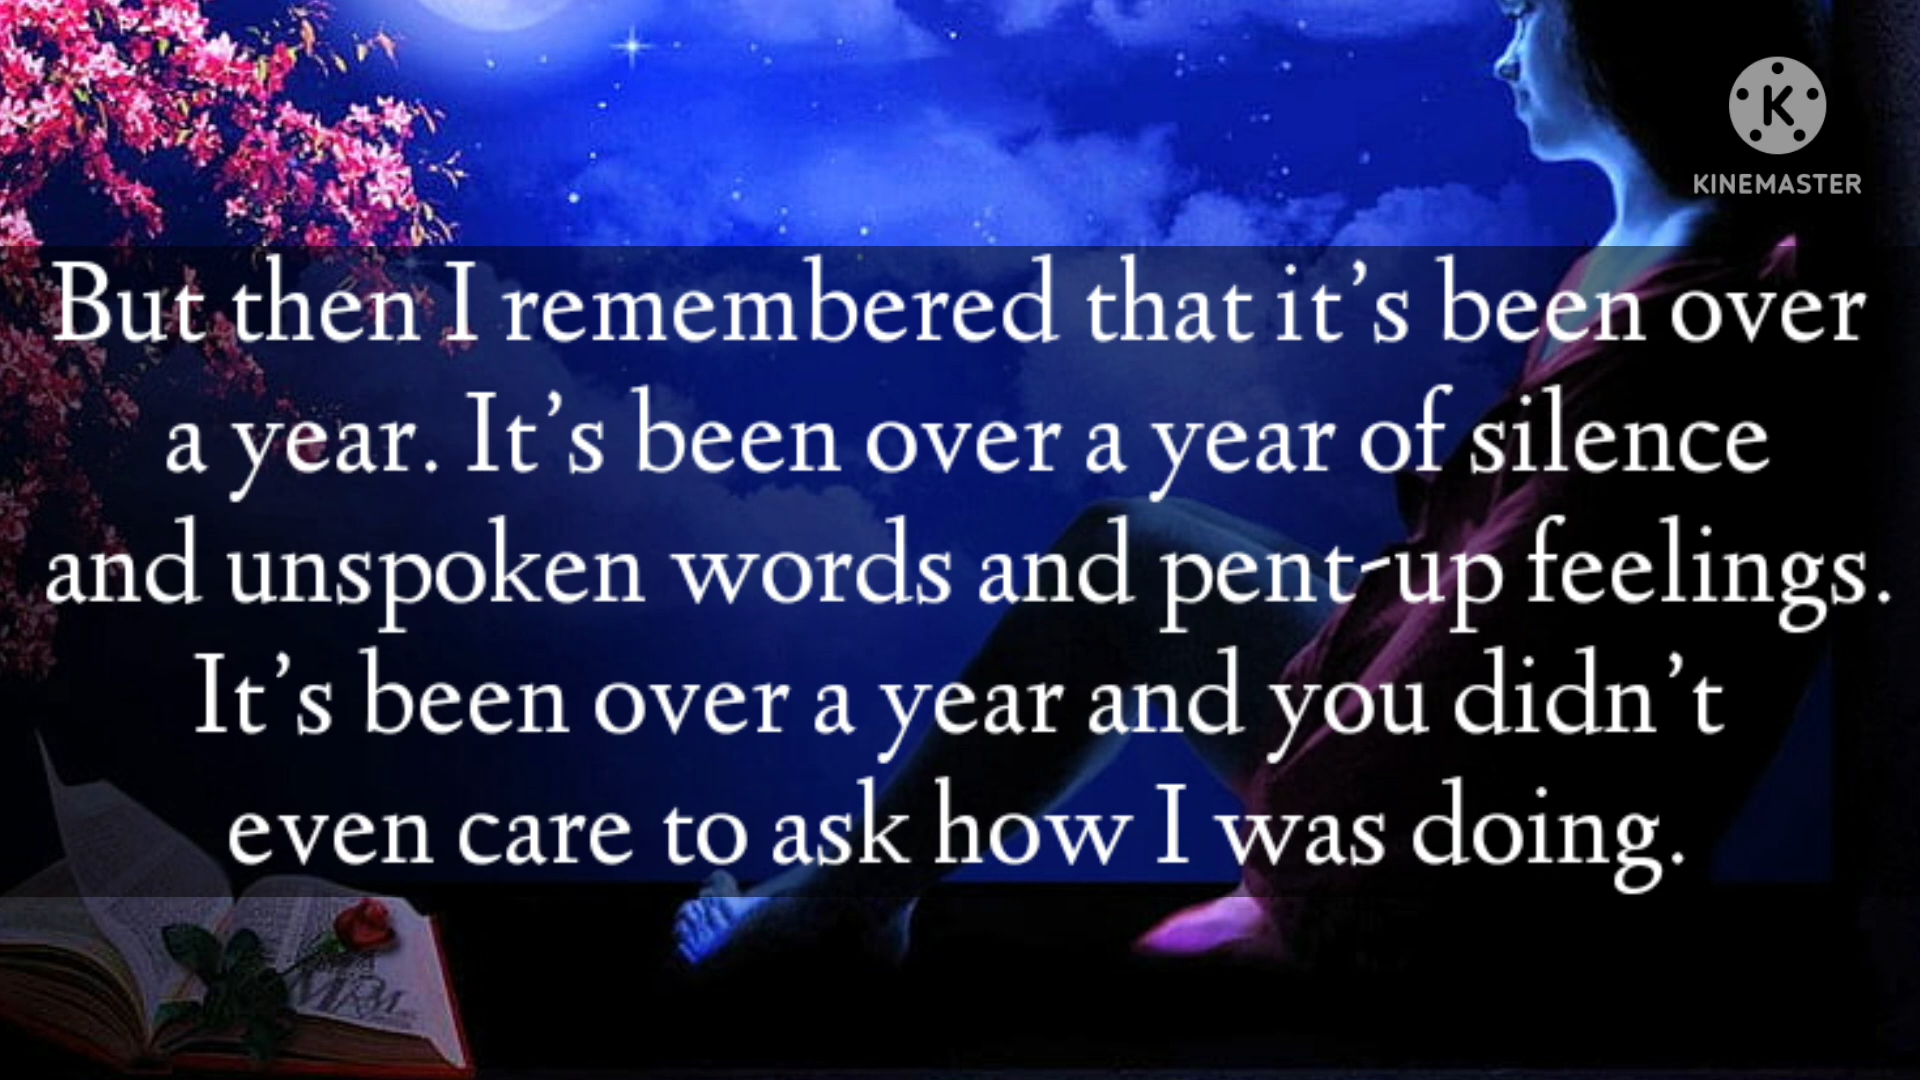 K
KINEMASTER
But then I remembered that it’s been over
a year. It’s been over a year of silence
and unspoken words and pent-up feelings.
It’s been over a year and you didn’t
even care to ask how I was doing.